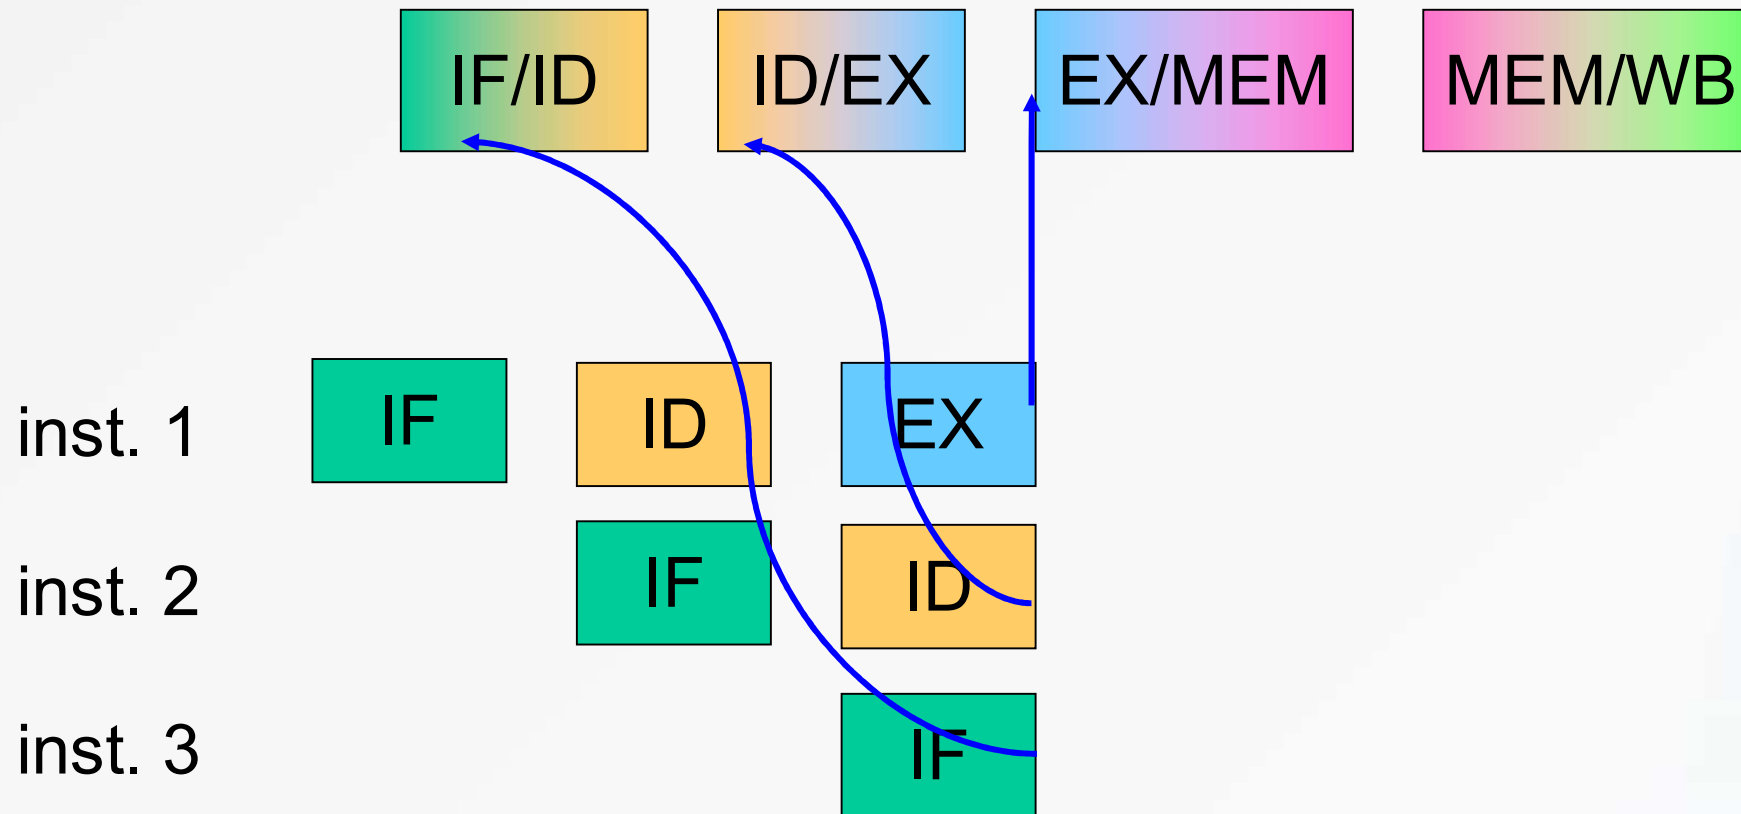 IF/ID ID/EX EX/MEM MEM/WB
inst. 1 IF ID EX
inst. 2 IF ID
inst. 3 IF